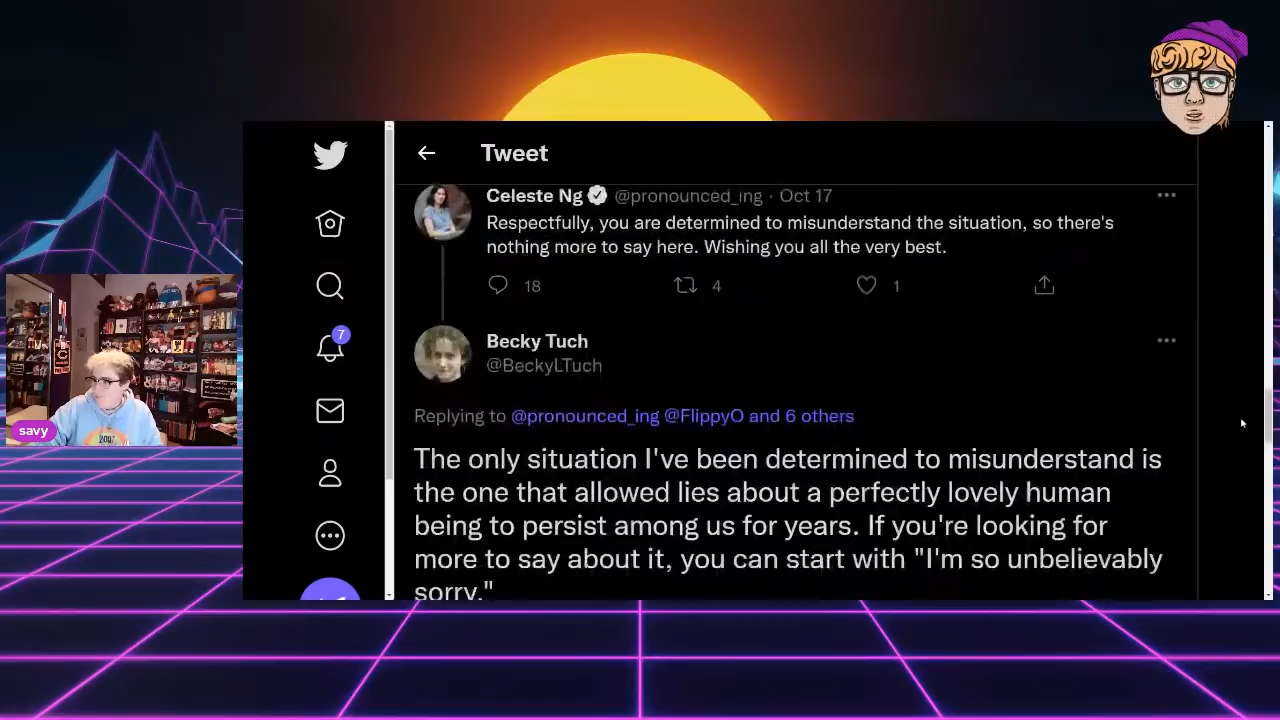 Tweet
Celeste Ng @pronounced_ing · Oct 17
Respectfully, you are determined to misunderstand the situation, so there's
nothing more to say here. Wishing you all the very best.
18 4 1
7
Becky Tuch
@BeckyLTuch
Replying to @pronounced_ing @FlippyO and 6 others
The only situation I've been determined to misunderstand is
the one that allowed lies about a perfectly lovely human
being to persist among us for years. If you're looking for
more to say about it, you can start with "I'm so unbelievably
sorry."
savy